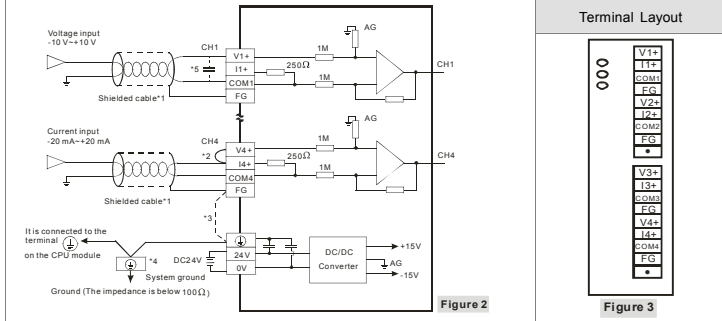 Voltage input
-10 V~+10 V
CH1
*5
Shielded cable*1
V1+
I1+
COM1
FG
250Ω
1M
1M
AG
CH1
Current input
-20 mA~+20 mA
CH4
*2
Shielded cable*1
V4+
I4+
COM4
FG
250Ω
1M
1M
AG
CH4
*3
It is connected to the
terminal
on the CPU module
*4
System ground
Ground (The impedance is below 100Ω)
DC24V
24V
0V
DC/DC
Converter
+15V
AG
-15V
Figure 2
Terminal Layout
V1+
I1+
COM1
FG
V2+
I2+
COM2
FG
•
V3+
I3+
COM3
FG
V4+
I4+
COM4
FG
•
Figure 3